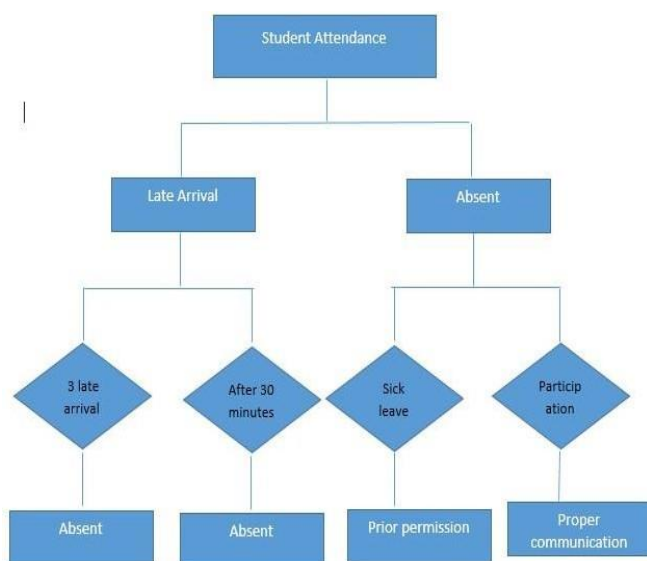 Student Attendance
Late Arrival
Absent
3 late
arrival
After 30
minutes
Sick
leave
Particip
ation
Absent
Absent
Prior permission
Proper
communication